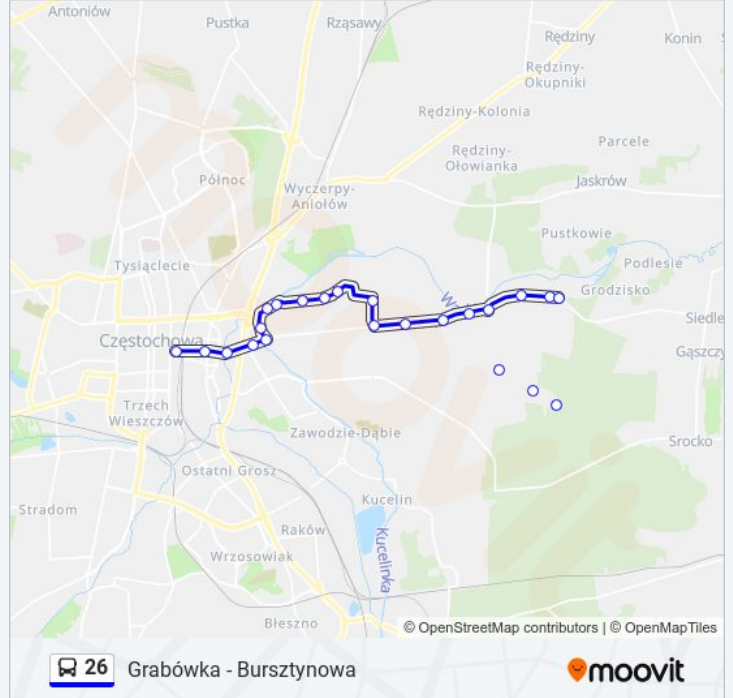 Antoniów
Pustka
Rząsawy
Rędziny
Konin
Rędziny-
Okupniki
Rędziny-Kolonia
Parcele
Rędziny-
Ołowianka
Jaskrów
Północ
Wyczerpy-
Aniołów
Pustkowie
Tysiąclecie
Podlesie
Grodzisko
Siedle
Częstochowa
Gąszczy
Trzech
Wieszczów
Zawodzie-Dąbie
Srocko
Ostatni Grosz
Kucelin
Stradom
Raków
Wrzosowiak
Kucelinka
Błeszno
© OpenStreetMap contributors | © OpenMapTiles
26 Grabówka - Bursztynowa
moovit